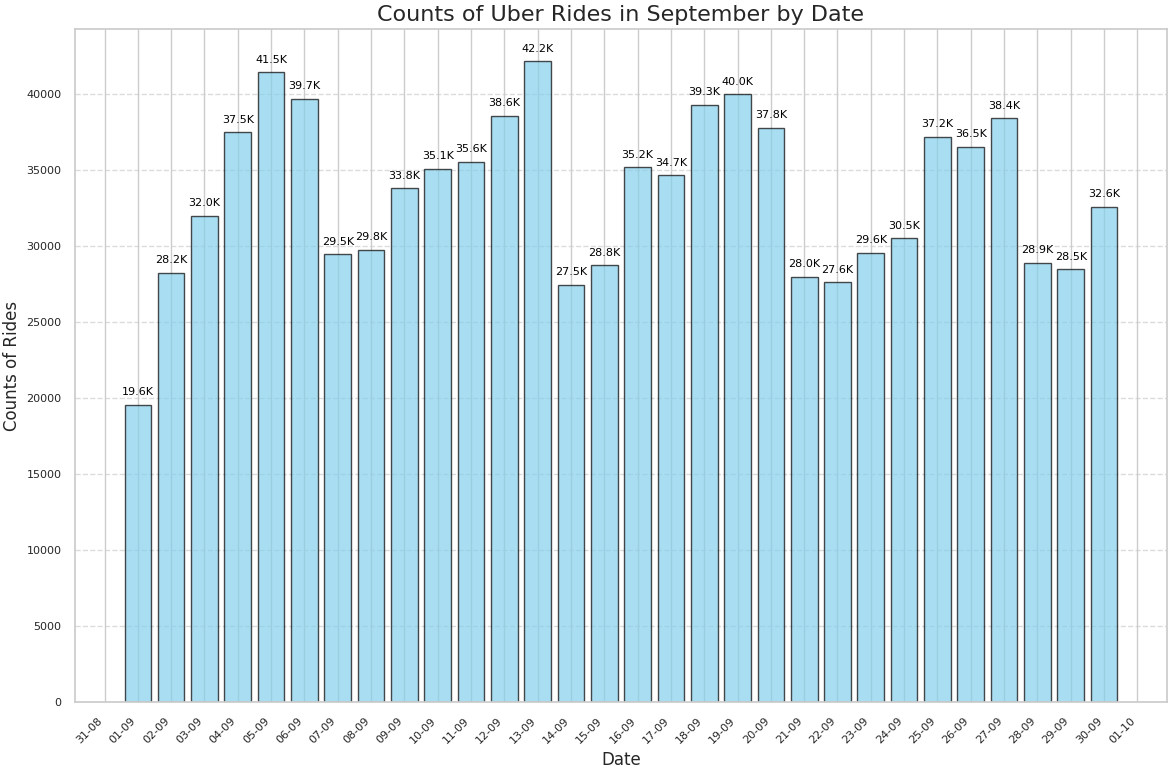 Counts of Uber Rides in September by Date
Counts of Rides
40000
35000
30000
25000
20000
15000
10000
5000
0
19.6K
28.2K
32.0K
37.5K
41.5K
39.7K
29.5K
29.8K
33.8K
35.1K
35.6K
38.6K
42.2K
27.5K
28.8K
35.2K
34.7K
39.3K
40.0K
37.8K
28.0K
27.6K
29.6K
30.5K
37.2K
36.5K
38.4K
28.9K
28.5K
32.6K
31-08
01-09
02-09
03-09
04-09
05-09
06-09
07-09
08-09
09-09
10-09
11-09
12-09
13-09
14-09
15-09
16-09
17-09
18-09
19-09
20-09
21-09
22-09
23-09
24-09
25-09
26-09
27-09
28-09
29-09
30-09
01-10
Date